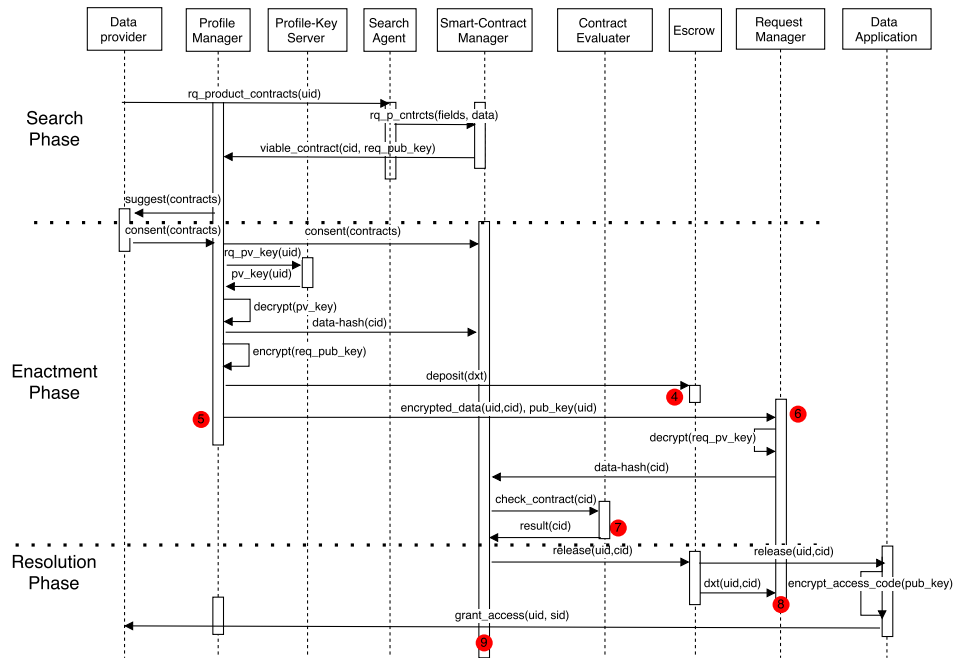 Data
provider
Profile
Manager
Profile-Key
Server
Search
Agent
Smart-Contract
Manager
Contract
Evaluater
Escrow
Request
Manager
Data
Application
Search
Phase
rq_product_contracts(uid)
rq_p_cntrcts(fields, data)
viable_contract(cid, req_pub_key)
suggest(contracts)
consent(contracts)
consent(contracts)
rq_pv_key(uid)
pv_key(uid)
decrypt(pv_key)
data-hash(cid)
encrypt(req_pub_key)
Enactment
Phase
deposit(dxt)
4
5
encrypted_data(uid,cid), pub_key(uid)
6
decrypt(req_pv_key)
data-hash(cid)
check_contract(cid)
7
result(cid)
Resolution
Phase
release(uid,cid)
release(uid,cid)
dxt(uid,cid)
encrypt_access_code(pub_key)
8
grant_access(uid, sid)
9